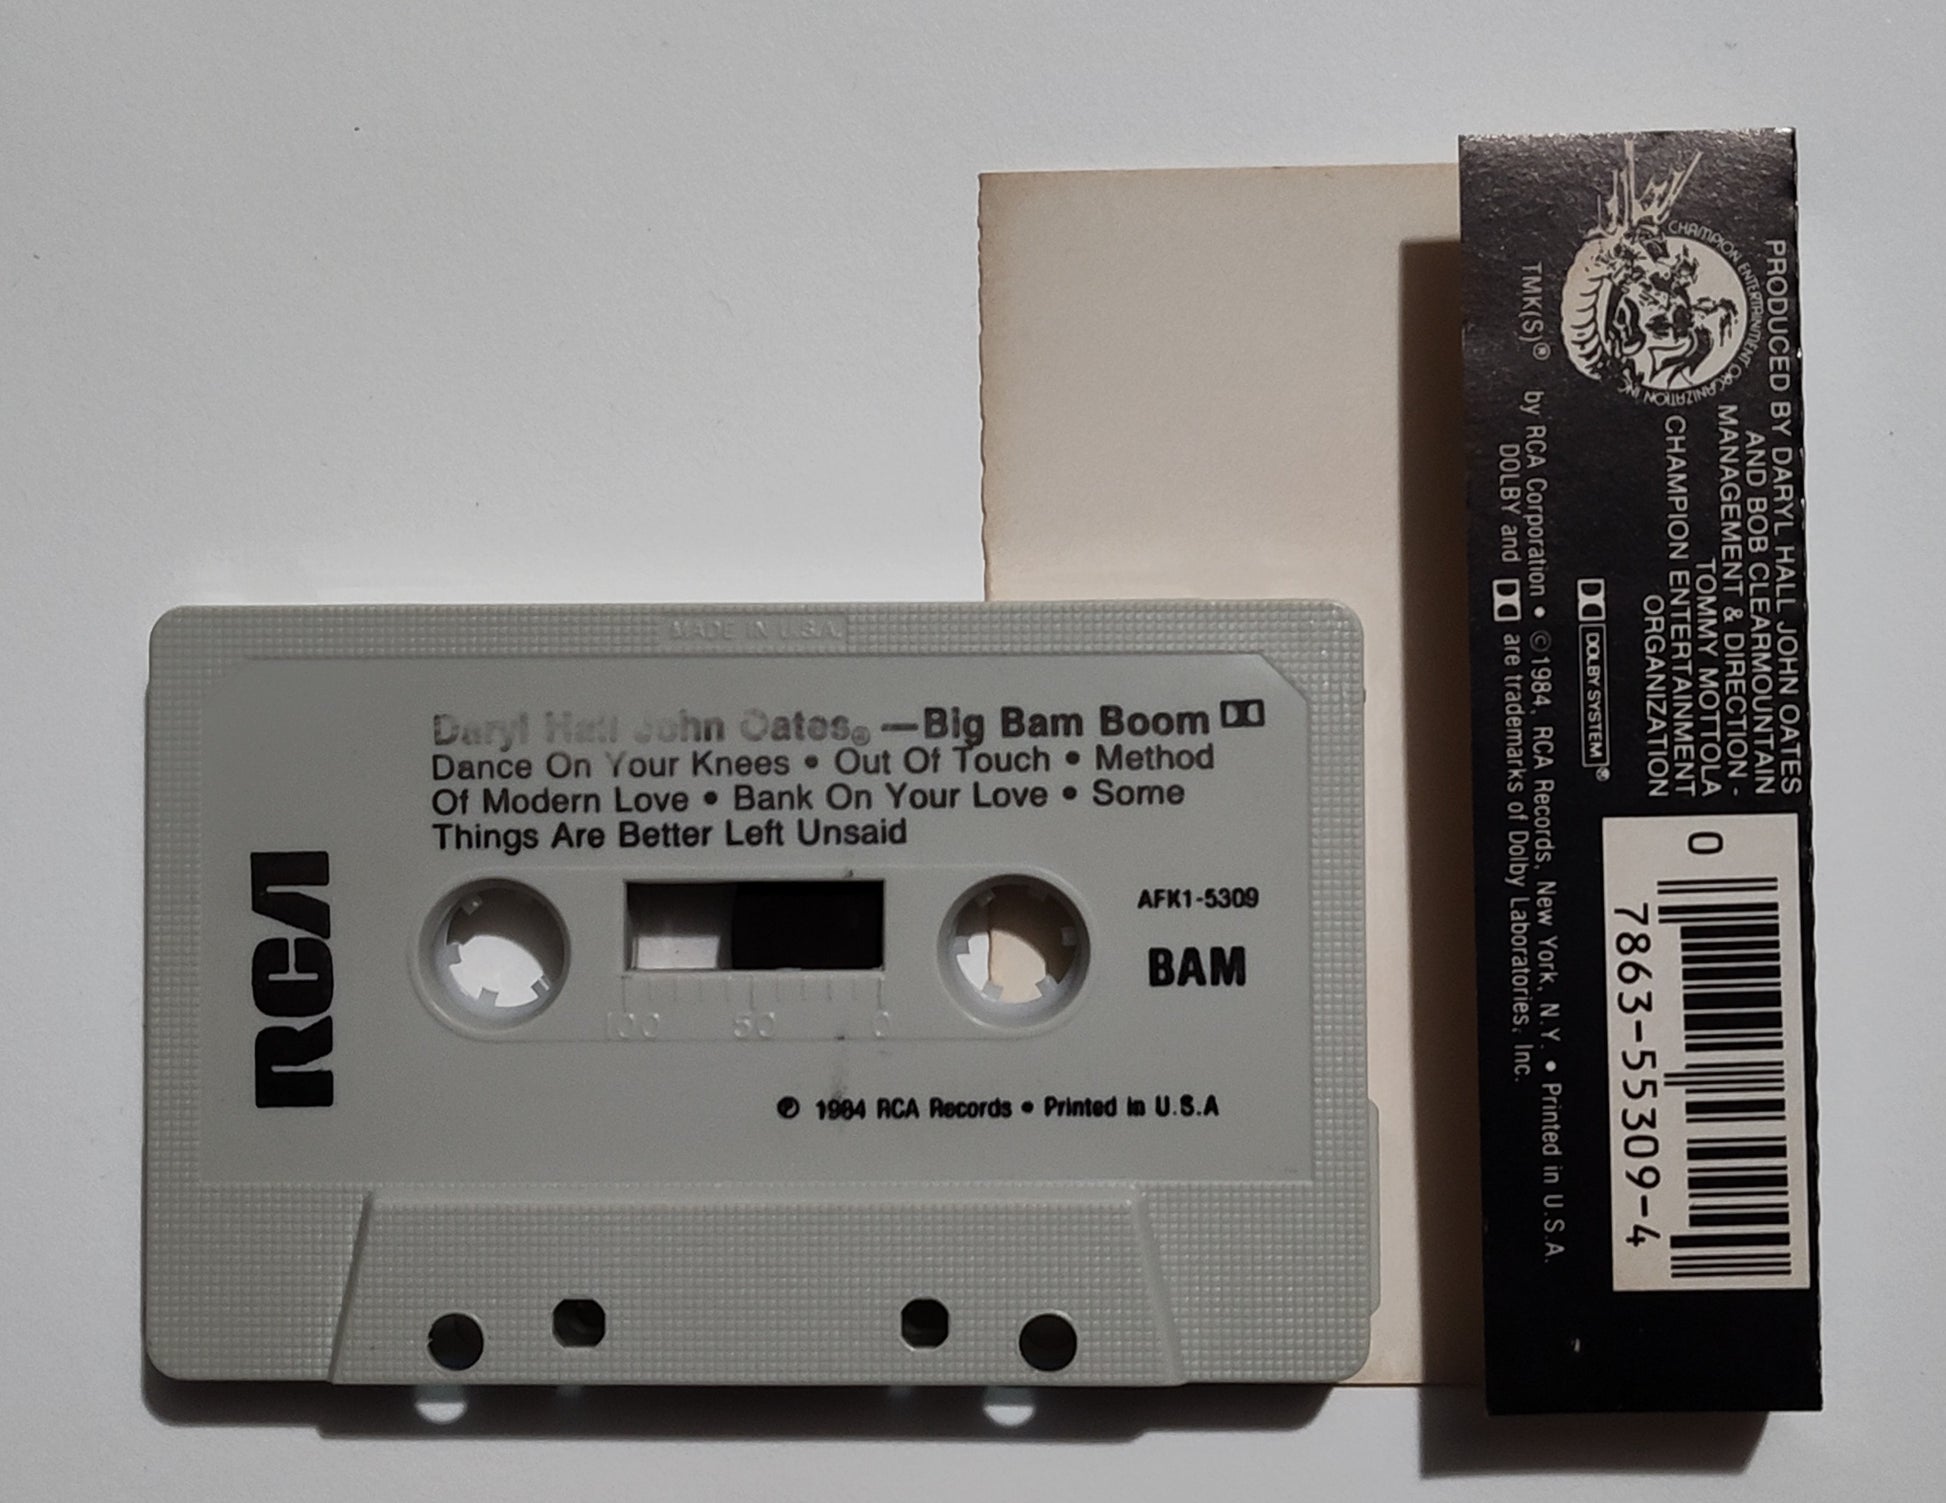 MADE IN U.S.A.
Daryl Hall John Oates® —Big Bam Boom
Dance On Your Knees • Out Of Touch • Method
Of Modern Love • Bank On Your Love • Some
Things Are Better Left Unsaid
RCA
AFK1-5309
BAM
100 50 0
℗ 1984 RCA Records • Printed in U.S.A
PRODUCED BY DARYL HALL JOHN OATES
AND BOB CLEARMOUNTAIN
MANAGEMENT & DIRECTION -
TOMMY MOTTOLA
CHAMPION ENTERTAINMENT
ORGANIZATION
CHAMPION ENTERTAINMENT ORGANIZATION INC.
DOLBY SYSTEM®
TMK(S)® by RCA Corporation • ©1984, RCA Records, New York, N.Y. • Printed in U.S.A.
DOLBY and are trademarks of Dolby Laboratories, Inc.
0
7863-55309-4